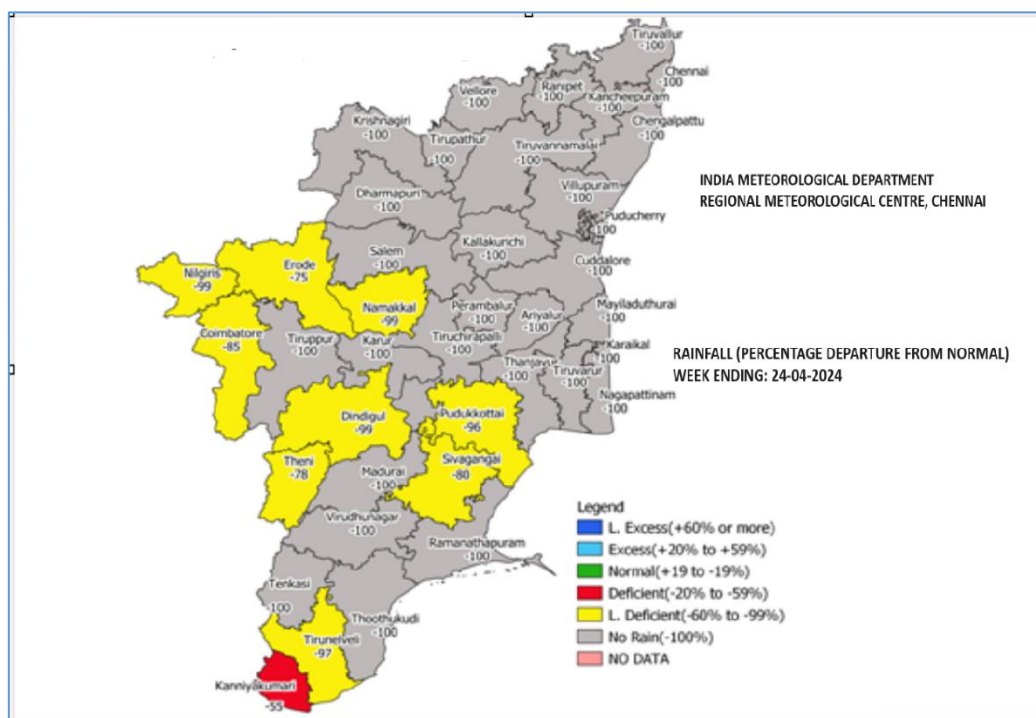 Tiruvallur
-100
Chennai
-100
Ranipet
-100
Vellore
-100
Kancheepuram
-100
Chengalpattu
-100
Krishnagiri
-100
Tirupathur
-100
Tiruvannamalai
-100
Dharmapuri
-100
Villupuram
-100
INDIA METEOROLOGICAL DEPARTMENT
REGIONAL METEOROLOGICAL CENTRE, CHENNAI
Puducherry
-100
Kallakurichi
-100
Salem
-100
Erode
-75
Nilgiris
-99
Cuddalore
-100
Namakkal
-99
Perambalur
-100
Ariyalur
-100
Mayiladuthurai
-100
Coimbatore
-85
Tiruppur
-100
Karur
-100
Tiruchirapalli
-100
Karaikal
-100
RAINFALL (PERCENTAGE DEPARTURE FROM NORMAL)
WEEK ENDING: 24-04-2024
Thanjavur
-100
Tiruvarur
-100
Nagapattinam
-100
Dindigul
-99
Pudukkottai
-96
Theni
-78
Madurai
-100
Sivagangai
-80
Virudhunagar
-100
Ramanathapuram
-100
Tenkasi
-100
Thoothukudi
-100
Tirunelveli
-97
Kanniyakumari
-55
Legend
L. Excess(+60% or more)
Excess(+20% to +59%)
Normal(+19 to -19%)
Deficient(-20% to -59%)
L. Deficient(-60% to -99%)
No Rain(-100%)
NO DATA